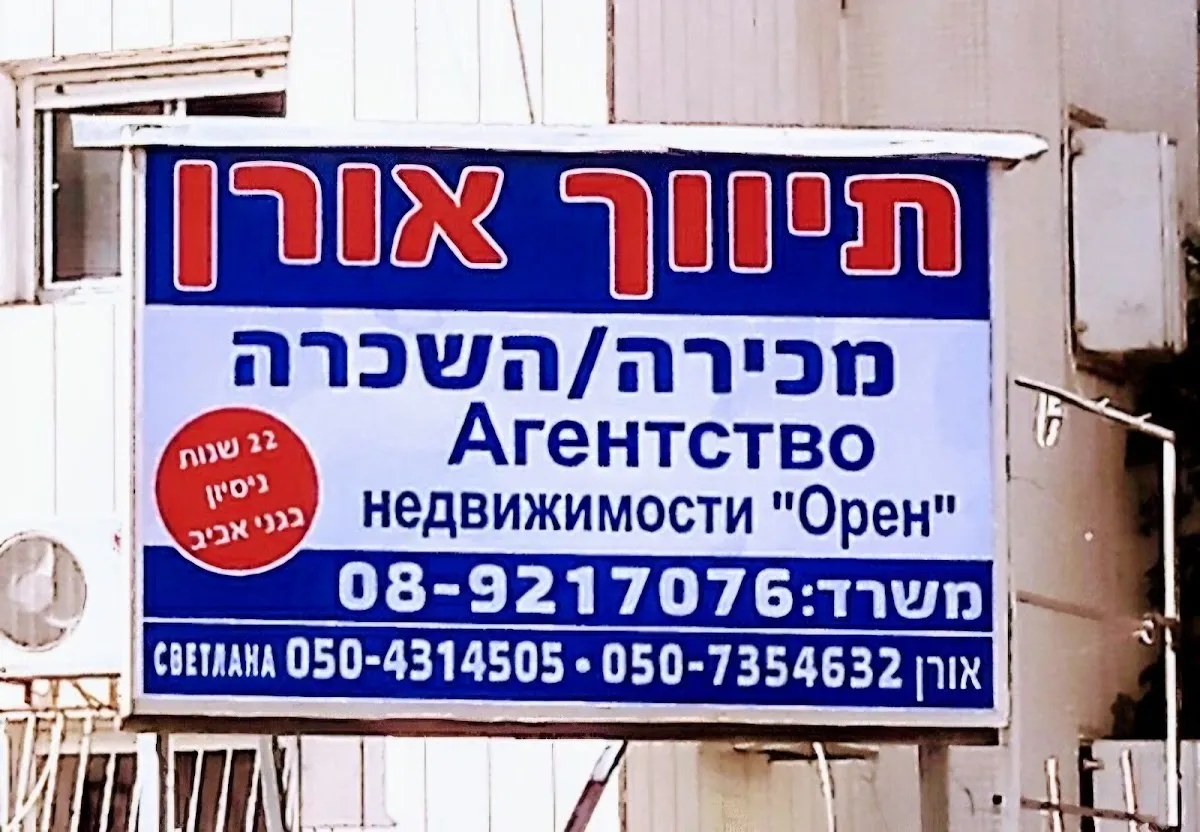 תיווך אורן
מכירה/השכרה
Агентство
недвижимости "Орен"
22 שנות
ניסיון
בגני אביב
משרד: 08-9217076
אורן 050-7354632 • 050-4314505 СВЕТЛАНА